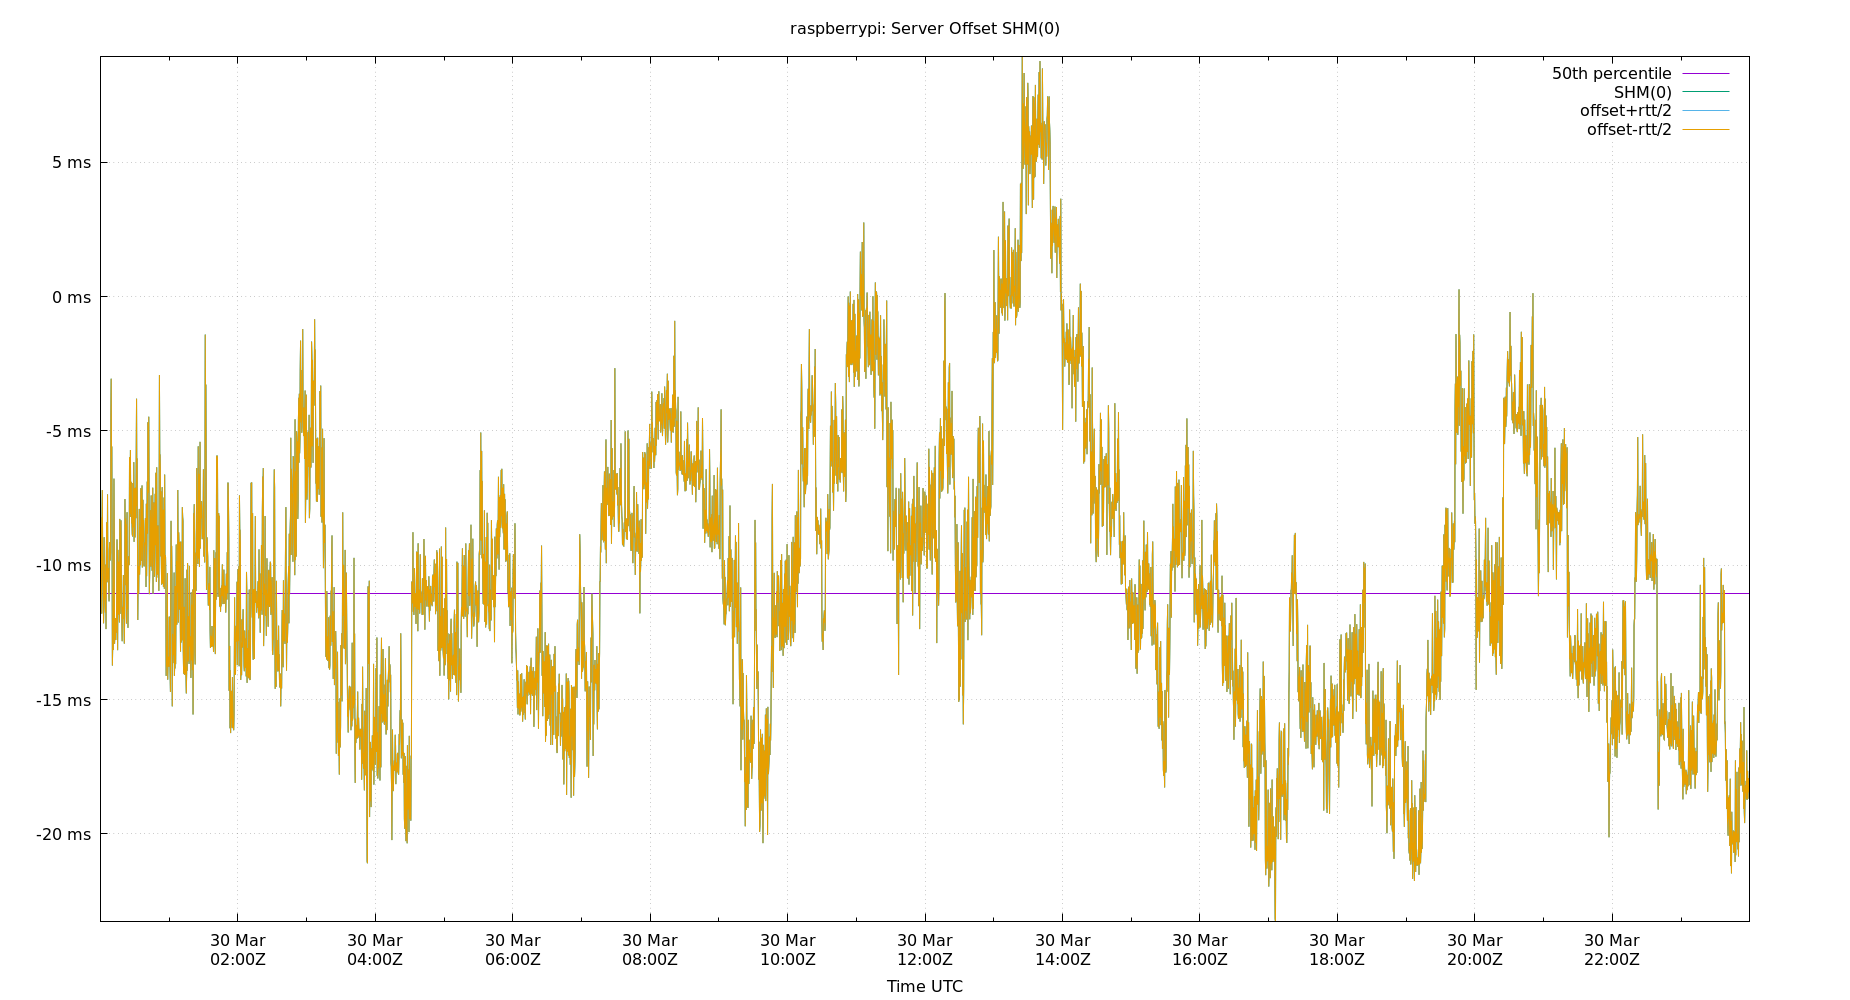 raspberrypi: Server Offset SHM(0)
50th percentile
SHM(0)
offset+rtt/2
offset-rtt/2
5 ms
0 ms
-5 ms
-10 ms
-15 ms
-20 ms
30 Mar 30 Mar 30 Mar 30 Mar 30 Mar 30 Mar 30 Mar 30 Mar 30 Mar 30 Mar 30 Mar
02:00Z 04:00Z 06:00Z 08:00Z 10:00Z 12:00Z 14:00Z 16:00Z 18:00Z 20:00Z 22:00Z
Time UTC